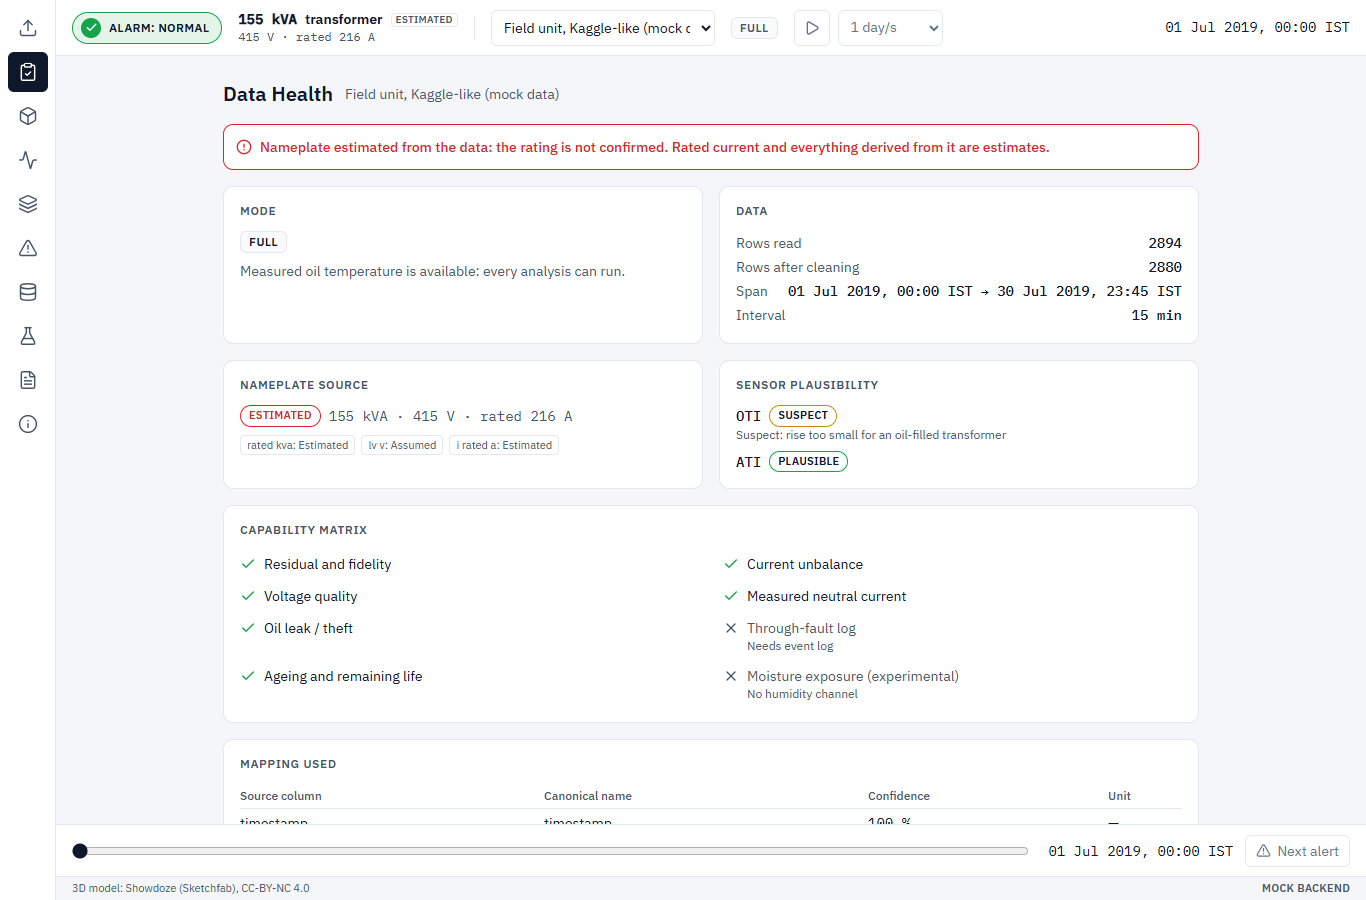 ALARM: NORMAL
155 kVA transformer ESTIMATED
415 V · rated 216 A
Field unit, Kaggle-like (mock d
FULL
1 day/s
01 Jul 2019, 00:00 IST
Data Health Field unit, Kaggle-like (mock data)
Nameplate estimated from the data: the rating is not confirmed. Rated current and everything derived from it are estimates.
MODE
FULL
Measured oil temperature is available: every analysis can run.
DATA
Rows read 2894
Rows after cleaning 2880
Span 01 Jul 2019, 00:00 IST → 30 Jul 2019, 23:45 IST
Interval 15 min
NAMEPLATE SOURCE
ESTIMATED 155 kVA · 415 V · rated 216 A
rated kva: Estimated lv v: Assumed i rated a: Estimated
SENSOR PLAUSIBILITY
OTI SUSPECT
Suspect: rise too small for an oil-filled transformer
ATI PLAUSIBLE
CAPABILITY MATRIX
Residual and fidelity
Current unbalance
Voltage quality
Measured neutral current
Oil leak / theft
Through-fault log
Needs event log
Ageing and remaining life
Moisture exposure (experimental)
No humidity channel
MAPPING USED
Source column Canonical name Confidence Unit
timestamp timestamp 100 % —
01 Jul 2019, 00:00 IST
Next alert
3D model: Showdoze (Sketchfab), CC-BY-NC 4.0
MOCK BACKEND